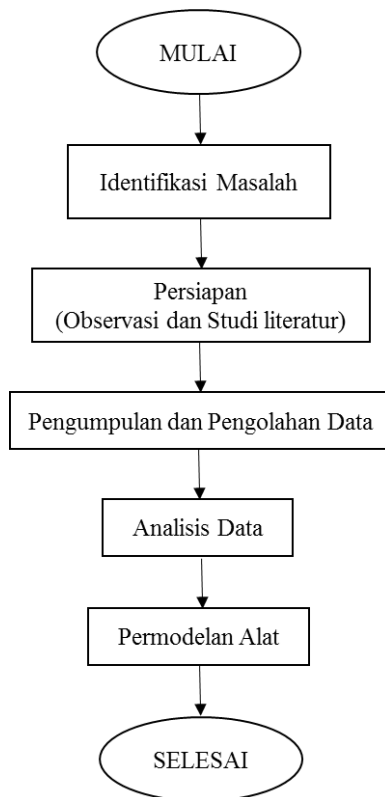 MULAI
Identifikasi Masalah
Persiapan
(Observasi dan Studi literatur)
Pengumpulan dan Pengolahan Data
Analisis Data
Permodelan Alat
SELESAI